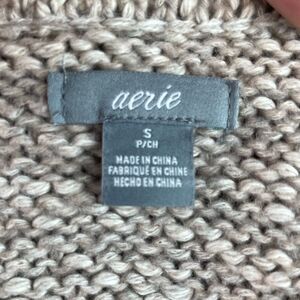 aerie
S
P/CH
MADE IN CHINA
FABRIQUÉ EN CHINE
HECHO EN CHINA